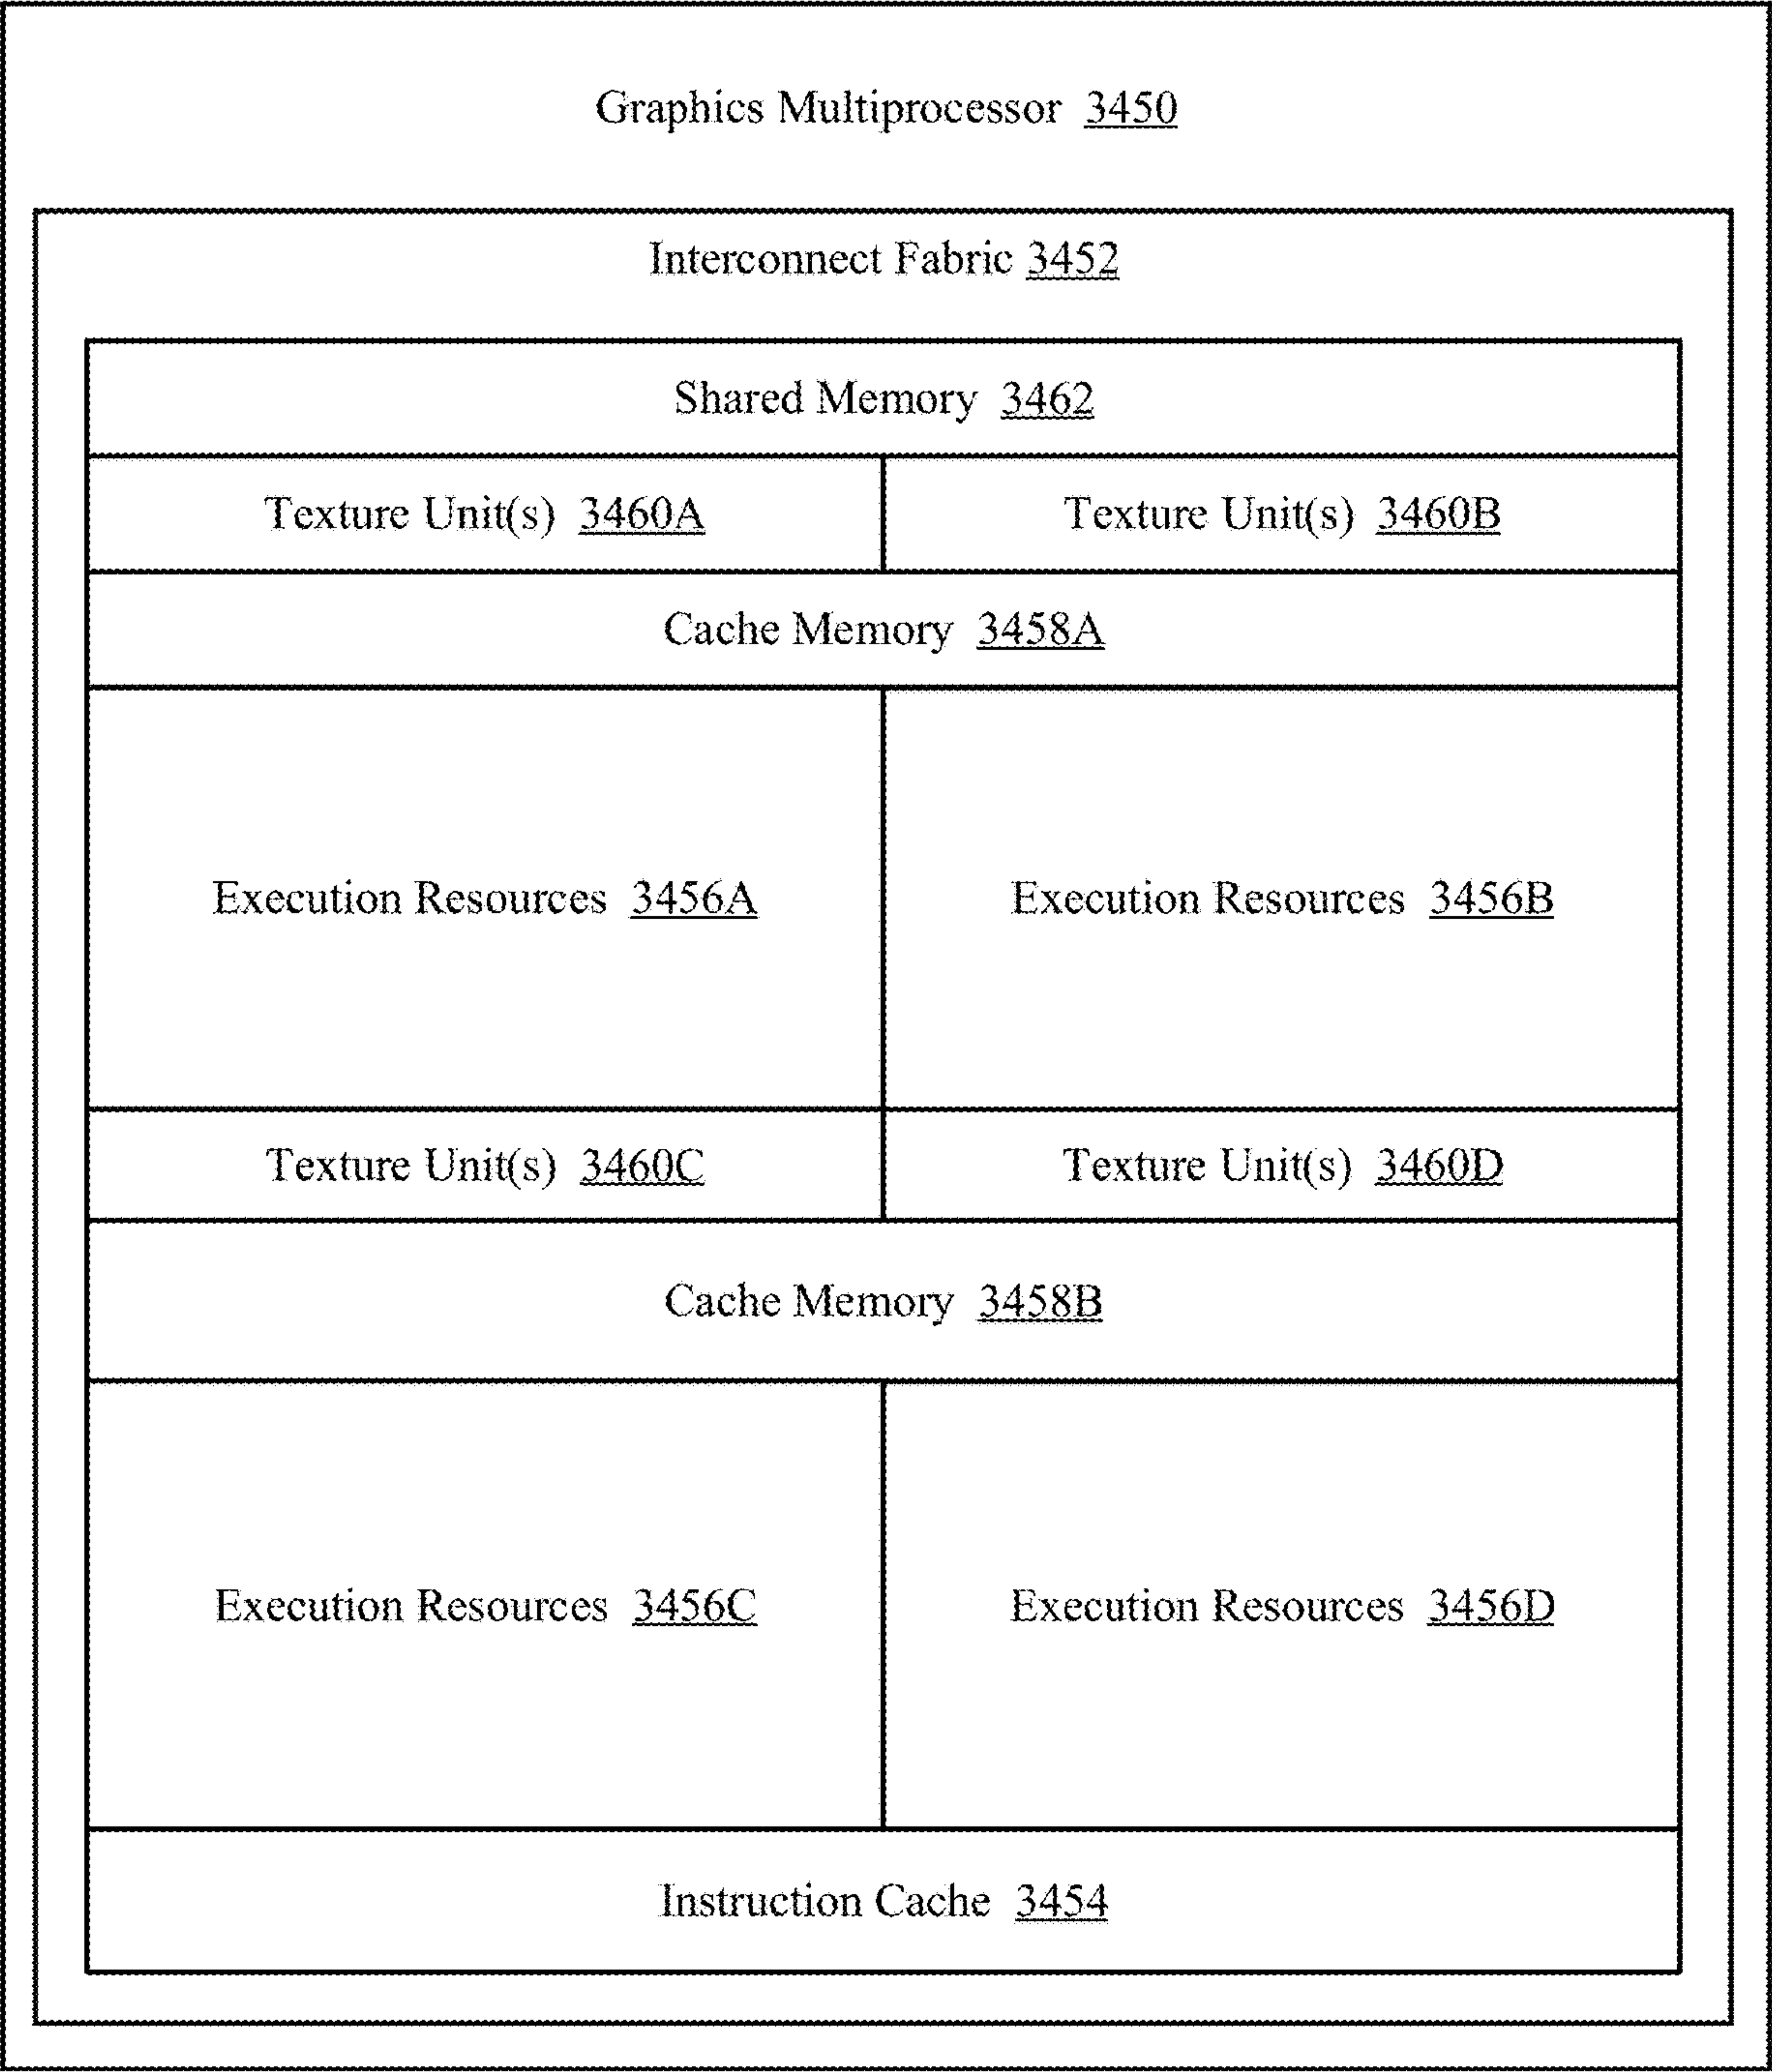 Graphics Multiprocessor 3450
Interconnect Fabric 3452
Shared Memory 3462
Texture Unit(s) 3460A
Texture Unit(s) 3460B
Cache Memory 3458A
Execution Resources 3456A
Execution Resources 3456B
Texture Unit(s) 3460C
Texture Unit(s) 3460D
Cache Memory 3458B
Execution Resources 3456C
Execution Resources 3456D
Instruction Cache 3454